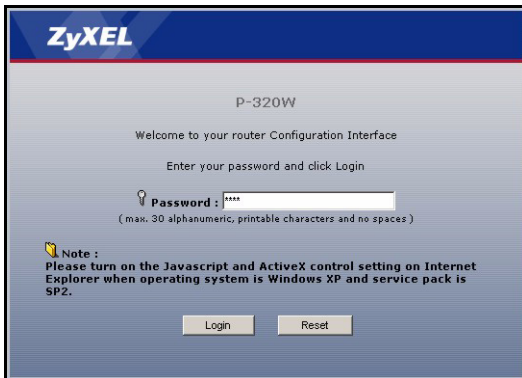 ZyXEL
P-320W
Welcome to your router Configuration Interface
Enter your password and click Login
Password : ****
( max. 30 alphanumeric, printable characters and no spaces )
Note :
Please turn on the Javascript and ActiveX control setting on Internet
Explorer when operating system is Windows XP and service pack is
SP2.
Login Reset